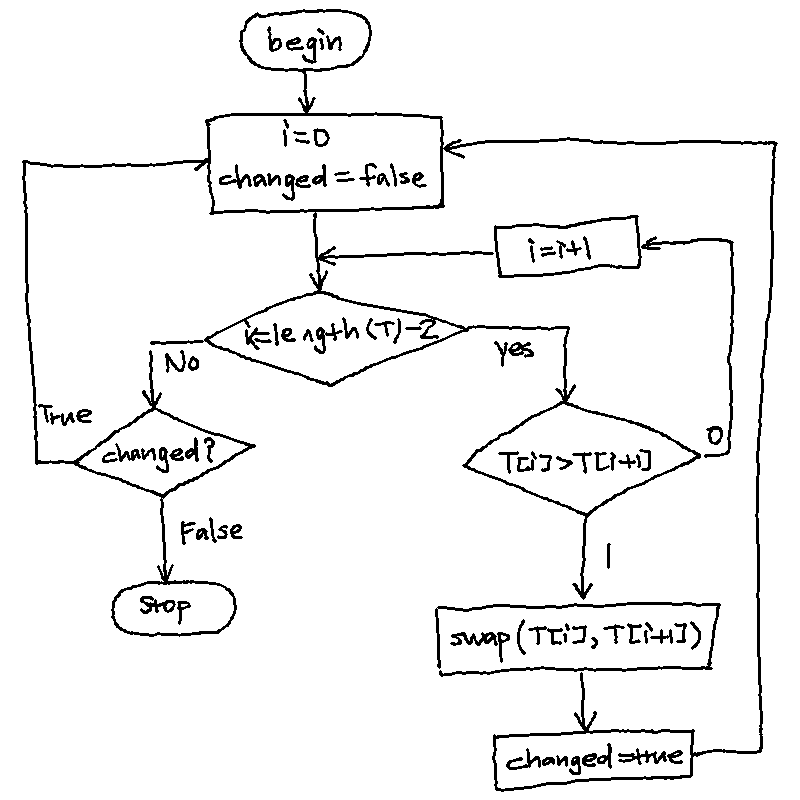 begin
i=0
changed=false
i=i+1
i<=length(T)-2
No
yes
True
changed?
T[i]>T[i+1]
0
False
1
stop
swap(T[i], T[i+1])
changed=true